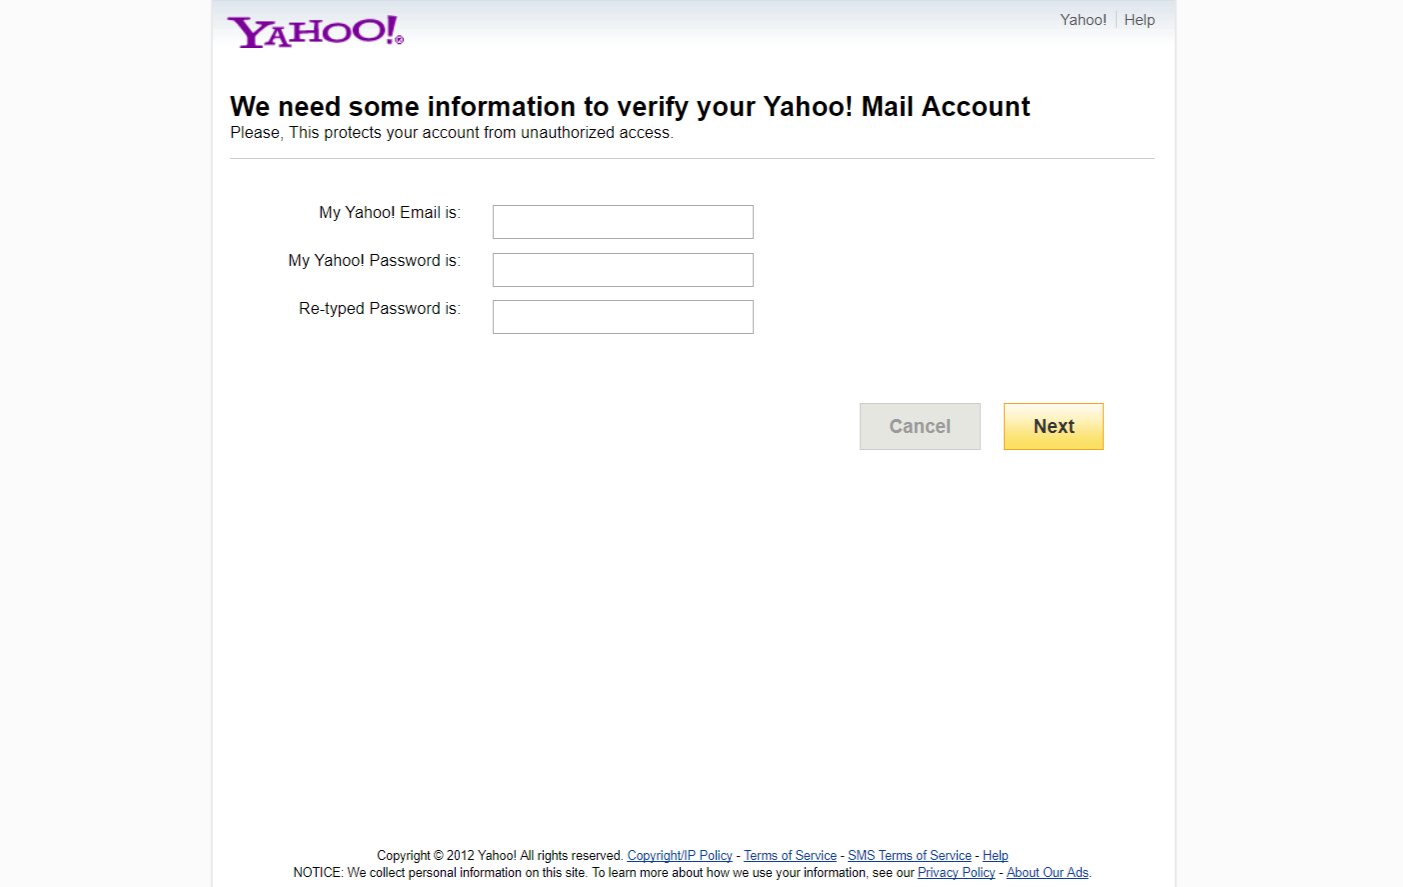 YAHOO!®
Yahoo! Help
We need some information to verify your Yahoo! Mail Account
Please, This protects your account from unauthorized access.
My Yahoo! Email is:
My Yahoo! Password is:
Re-typed Password is:
Cancel Next
Copyright © 2012 Yahoo! All rights reserved. Copyright/IP Policy - Terms of Service - SMS Terms of Service - Help
NOTICE: We collect personal information on this site. To learn more about how we use your information, see our Privacy Policy - About Our Ads.